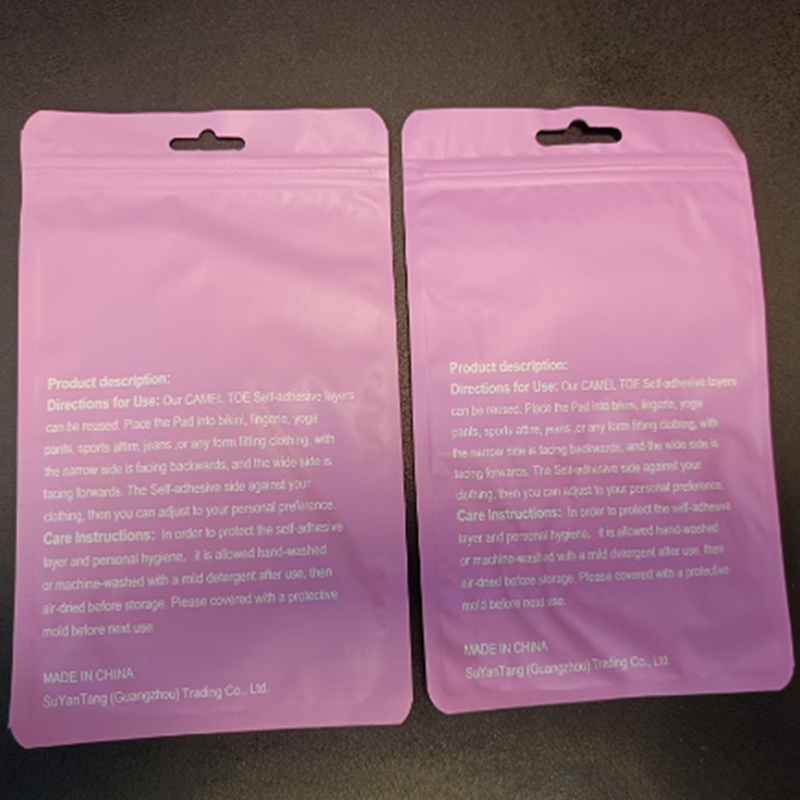 Product description:
Directions for Use: Our CAMEL TOE Self-adhesive layers
can be reused. Place the Pad into bikini, lingerie, yoga
pants, sports attire, jeans ,or any form fitting clothing, with
the narrow side is facing backwards, and the wide side is
facing forwards. The Self-adhesive side against your
clothing, then you can adjust to your personal preference.
Care Instructions: In order to protect the self-adhesive
layer and personal hygiene, it is allowed hand-washed
or machine-washed with a mild detergent after use, then
air-dried before storage. Please covered with a protective
mold before next use.
MADE IN CHINA
SuYanTang (Guangzhou) Trading Co., Ltd.
Product description:
Directions for Use: Our CAMEL TOE Self-adhesive layers
can be reused. Place the Pad into bikini, lingerie, yoga
pants, sports attire, jeans ,or any form fitting clothing, with
the narrow side is facing backwards, and the wide side is
facing forwards. The Self-adhesive side against your
clothing, then you can adjust to your personal preference.
Care Instructions: In order to protect the self-adhesive
layer and personal hygiene, it is allowed hand-washed
or machine-washed with a mild detergent after use, then
air-dried before storage. Please covered with a protective
mold before next use.
MADE IN CHINA
SuYanTang (Guangzhou) Trading Co., Ltd.